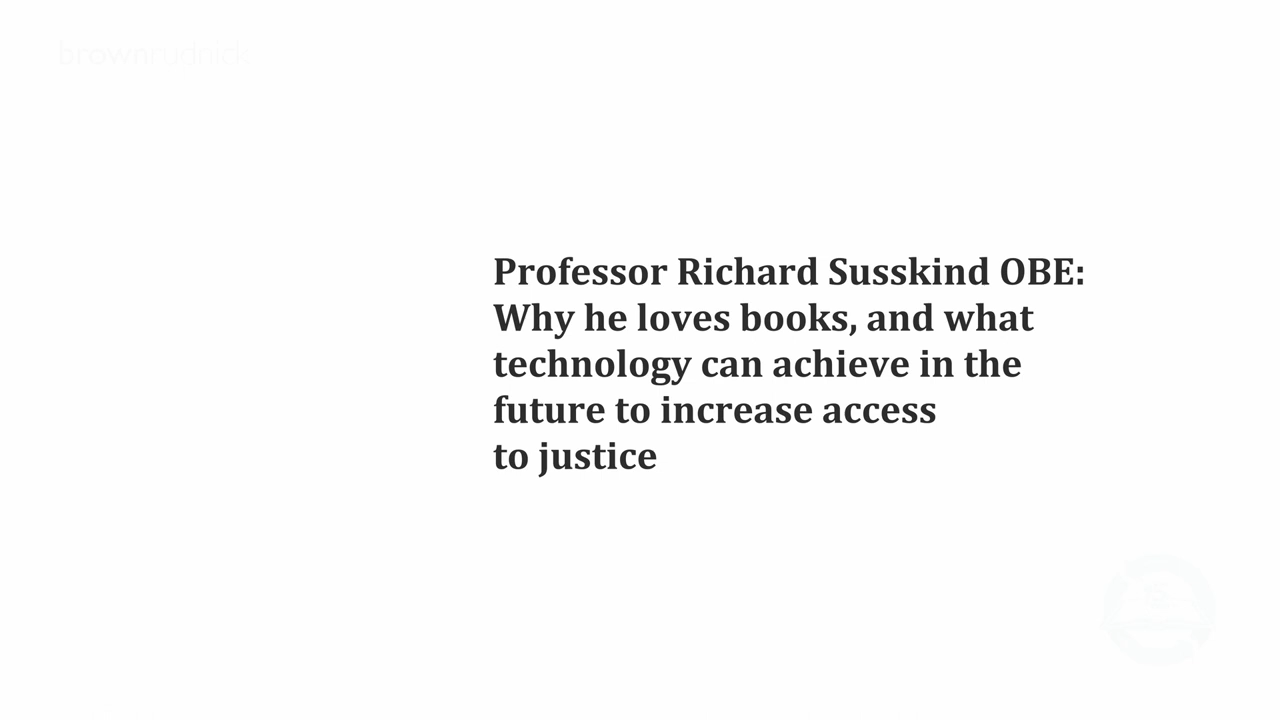 brownrudnick
Professor Richard Susskind OBE:
Why he loves books, and what
technology can achieve in the
future to increase access
to justice